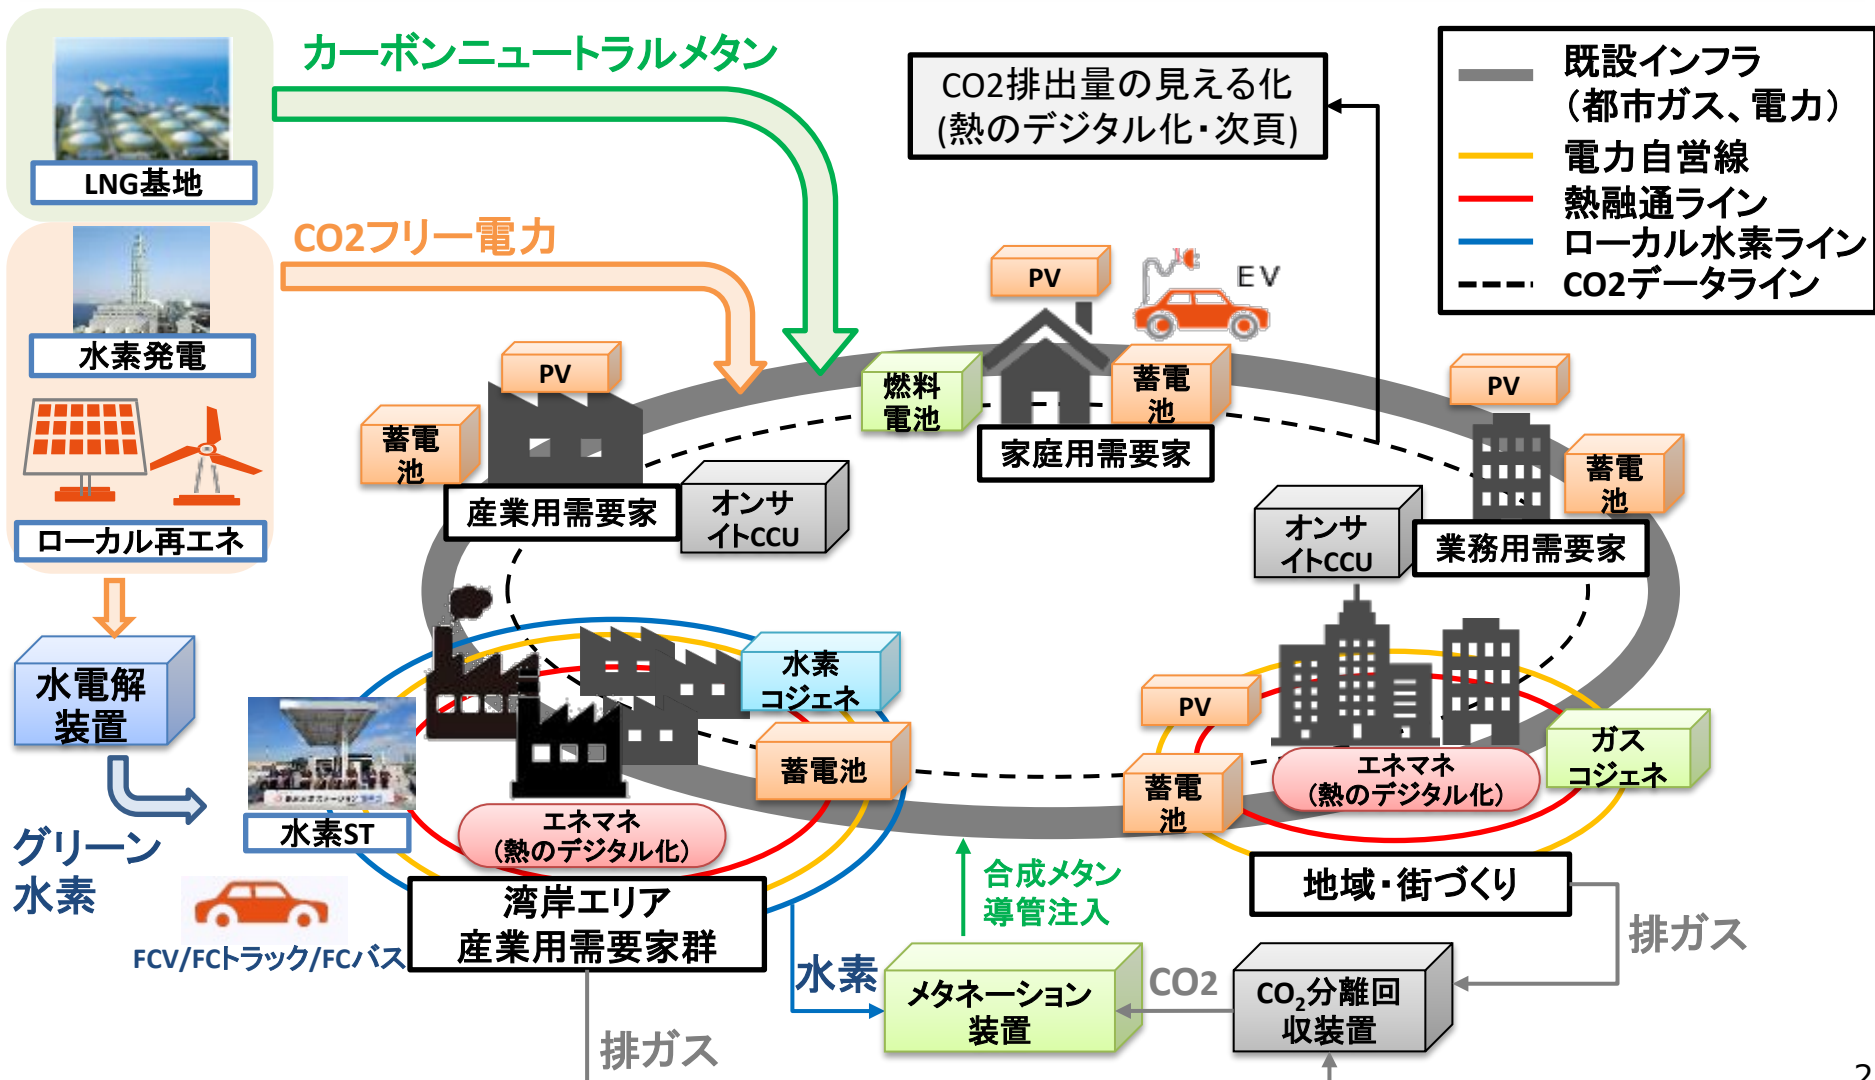 カーボンニュートラルメタン
LNG基地
CO2フリー電力
水素発電
ローカル再エネ
水電解
装置
グリーン
水素
CO2排出量の見える化
(熱のデジタル化・次頁)
既設インフラ
（都市ガス、電力）
電力自営線
熱融通ライン
ローカル水素ライン
CO2データライン
PV
EV
燃料
電池
蓄電
池
家庭用需要家
PV
蓄電
池
産業用需要家
オンサ
イトCCU
PV
蓄電
池
オンサ
イトCCU
業務用需要家
水素
コジェネ
蓄電池
水素ST
エネマネ
（熱のデジタル化）
湾岸エリア
産業用需要家群
FCV/FCトラック/FCバス
PV
蓄電
池
エネマネ
（熱のデジタル化）
ガス
コジェネ
地域・街づくり
合成メタン
導管注入
水素
メタネーション
装置
CO2
CO₂分離回
収装置
排ガス
排ガス
2